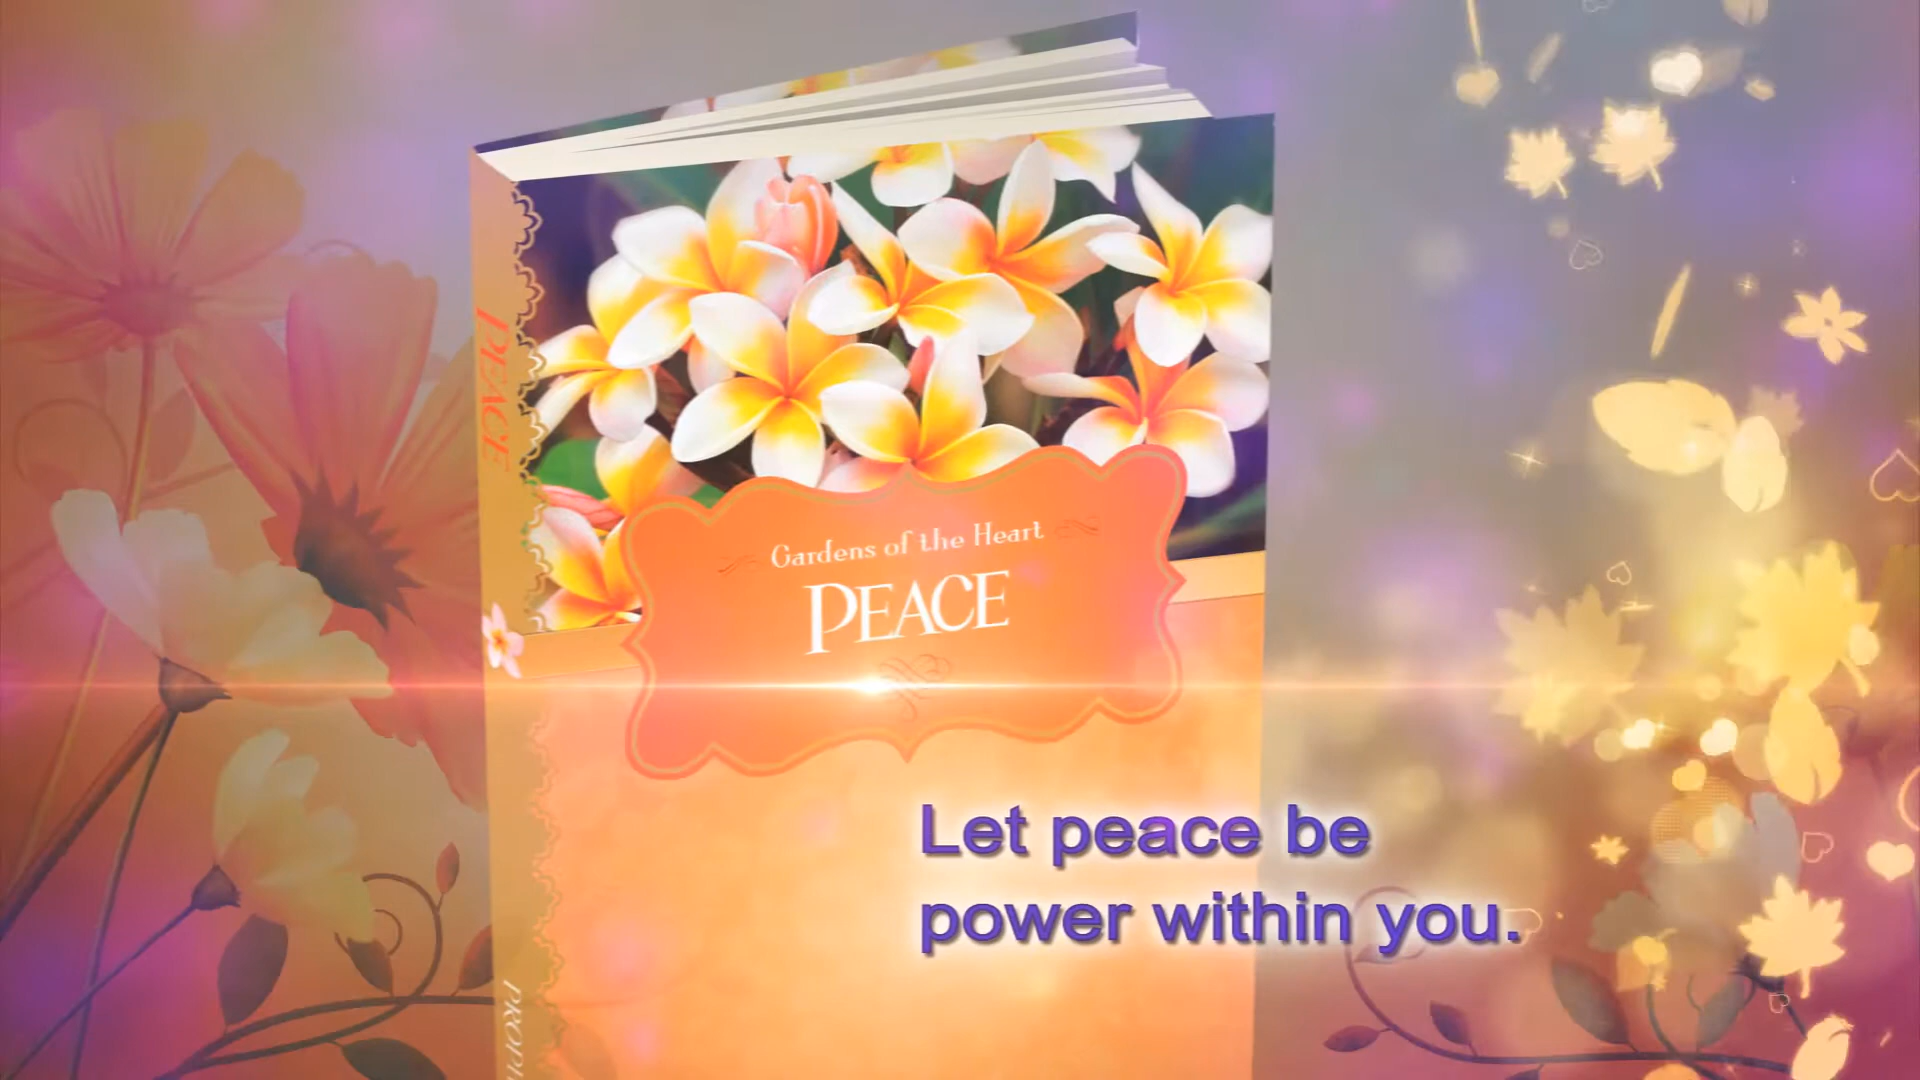 PEACE
Gardens of the Heart
PEACE
Let peace be
power within you.